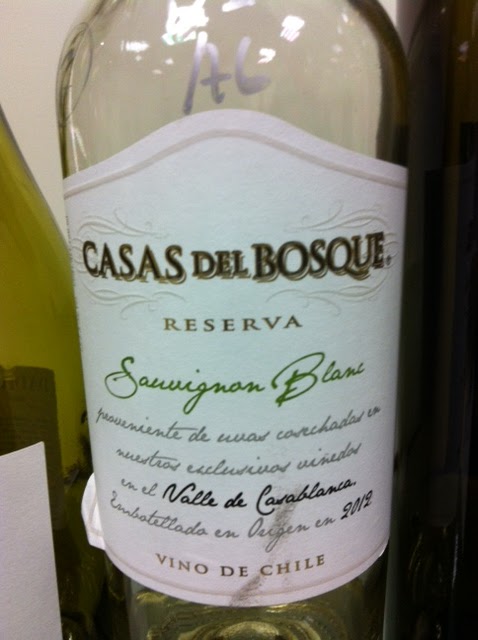 A6
CASAS DEL BOSQUE
RESERVA
Sauvignon Blanc
proveniente de uvas cosechadas en
nuestros exclusivos viñedos
en el Valle de Casablanca.
Embotellado en Origen en 2012
VINO DE CHILE